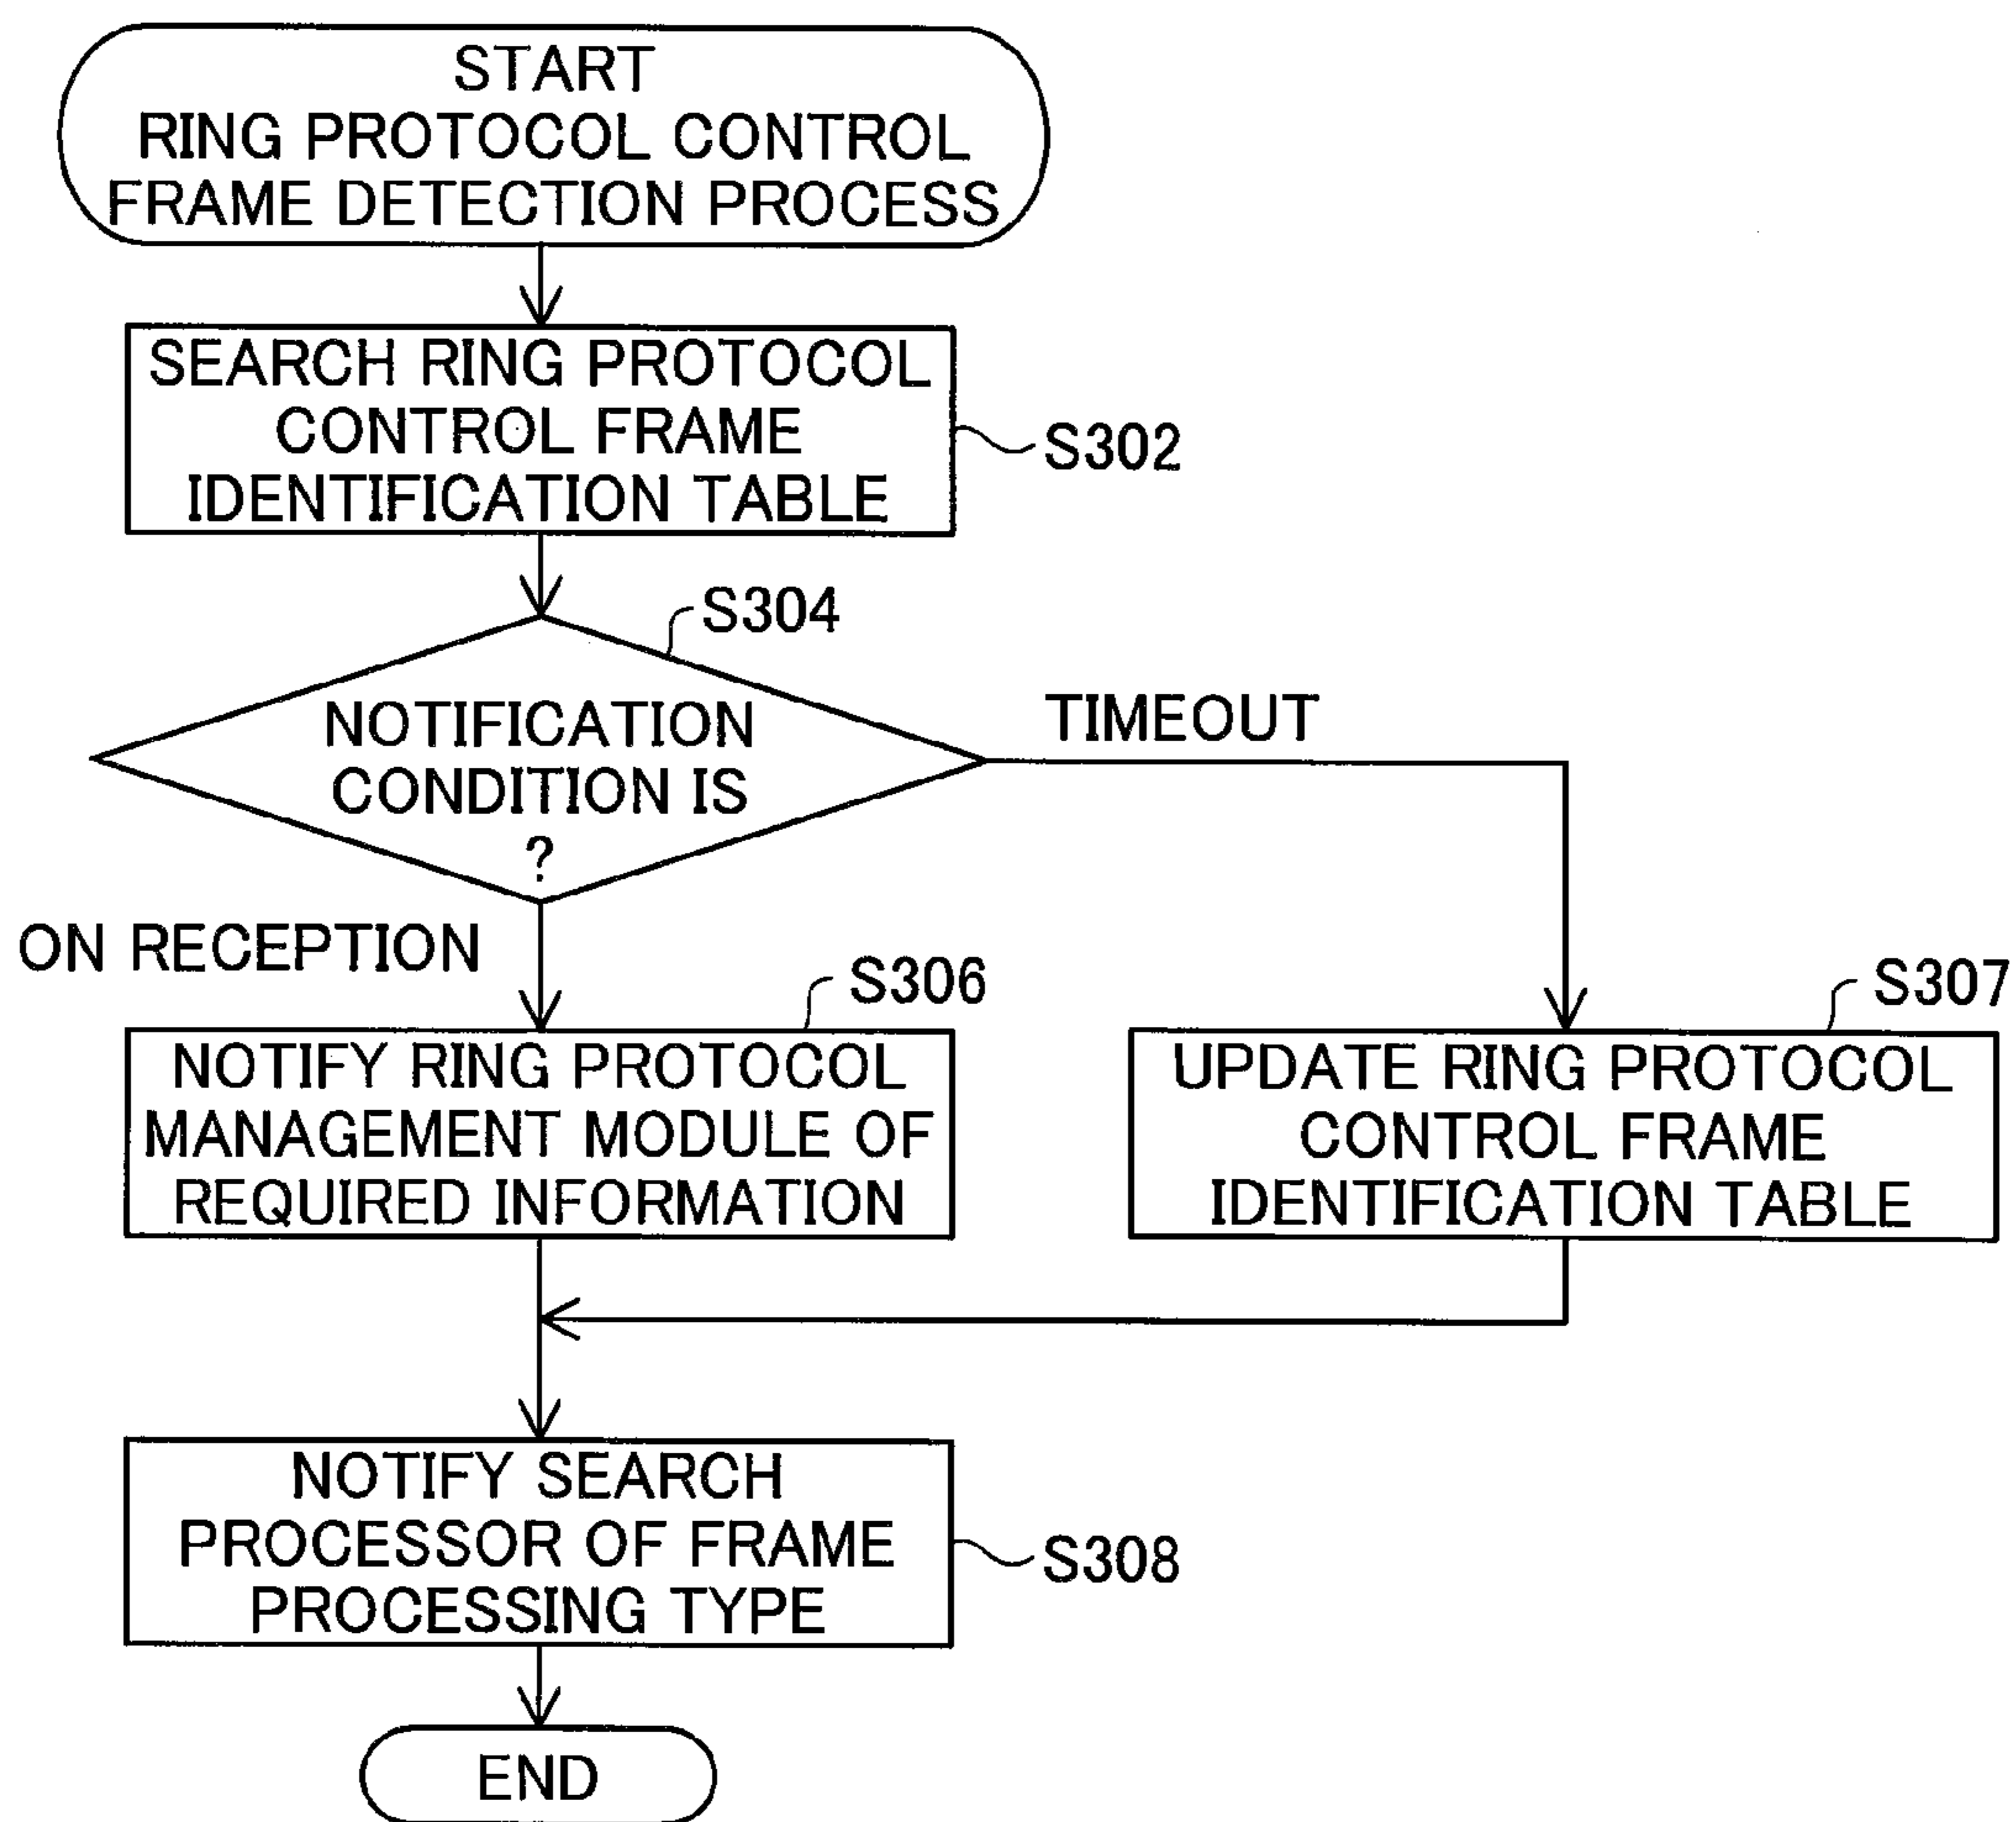 START
RING PROTOCOL CONTROL
FRAME DETECTION PROCESS
SEARCH RING PROTOCOL
CONTROL FRAME
IDENTIFICATION TABLE
S302
S304
NOTIFICATION
CONDITION IS
?
TIMEOUT
ON RECEPTION
S306
NOTIFY RING PROTOCOL
MANAGEMENT MODULE OF
REQUIRED INFORMATION
S307
UPDATE RING PROTOCOL
CONTROL FRAME
IDENTIFICATION TABLE
NOTIFY SEARCH
PROCESSOR OF FRAME
PROCESSING TYPE
S308
END